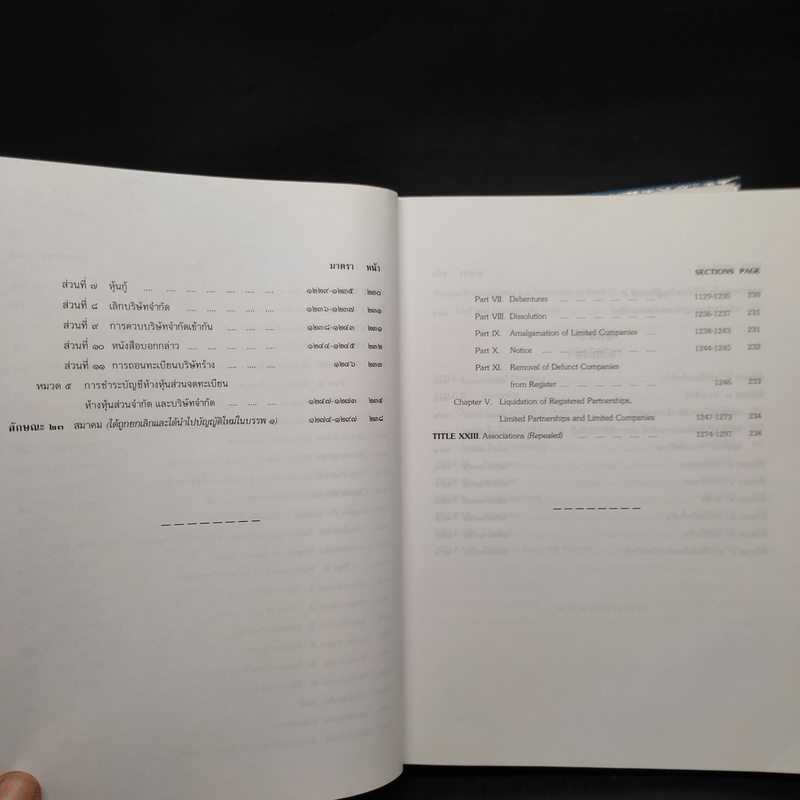 มาตรา หน้า
ส่วนที่ ๗ หุ้นกู้ .... .... .... .... .... .... .... ๑๒๒๙-๑๒๓๕ ๒๓๐
ส่วนที่ ๘ เลิกบริษัทจำกัด .... .... .... .... .... ๑๒๓๖-๑๒๓๗ ๒๓๑
ส่วนที่ ๙ การควบบริษัทจำกัดเข้ากัน .... .... .... ๑๒๓๘-๑๒๔๓ ๒๓๑
ส่วนที่ ๑๐ หนังสือบอกกล่าว .... .... .... .... .... ๑๒๔๔-๑๒๔๕ ๒๓๒
ส่วนที่ ๑๑ การถอนทะเบียนบริษัทร้าง .... .... .... ๑๒๔๖ ๒๓๓
หมวด ๕ การชำระบัญชีห้างหุ้นส่วนจดทะเบียน
ห้างหุ้นส่วนจำกัด และบริษัทจำกัด .... .... .... ๑๒๔๗-๑๒๗๓ ๒๓๔
ลักษณะ ๒๓ สมาคม (ได้ถูกยกเลิกและได้นำไปบัญญัติใหม่ในบรรพ ๑) ๑๒๗๔-๑๒๙๗ ๒๓๘
SECTIONS PAGE
Part VII. Debentures .... .... .... .... .... .... 1129-1235 230
Part VIII. Dissolution .... .... .... .... .... .... 1236-1237 231
Part IX. Amalgamation of Limited Companies .... 1238-1243 231
Part X. Notice .... .... .... .... .... .... .... 1244-1245 232
Part XI. Removal of Defunct Companies
from Register .... .... .... .... .... .... 1246 233
Chapter V. Liquidation of Registered Partnerships,
Limited Partnerships and Limited Companies 1247-1273 234
TITLE XXIII. Associations (Repealed) .... .... .... .... .... 1274-1297 238